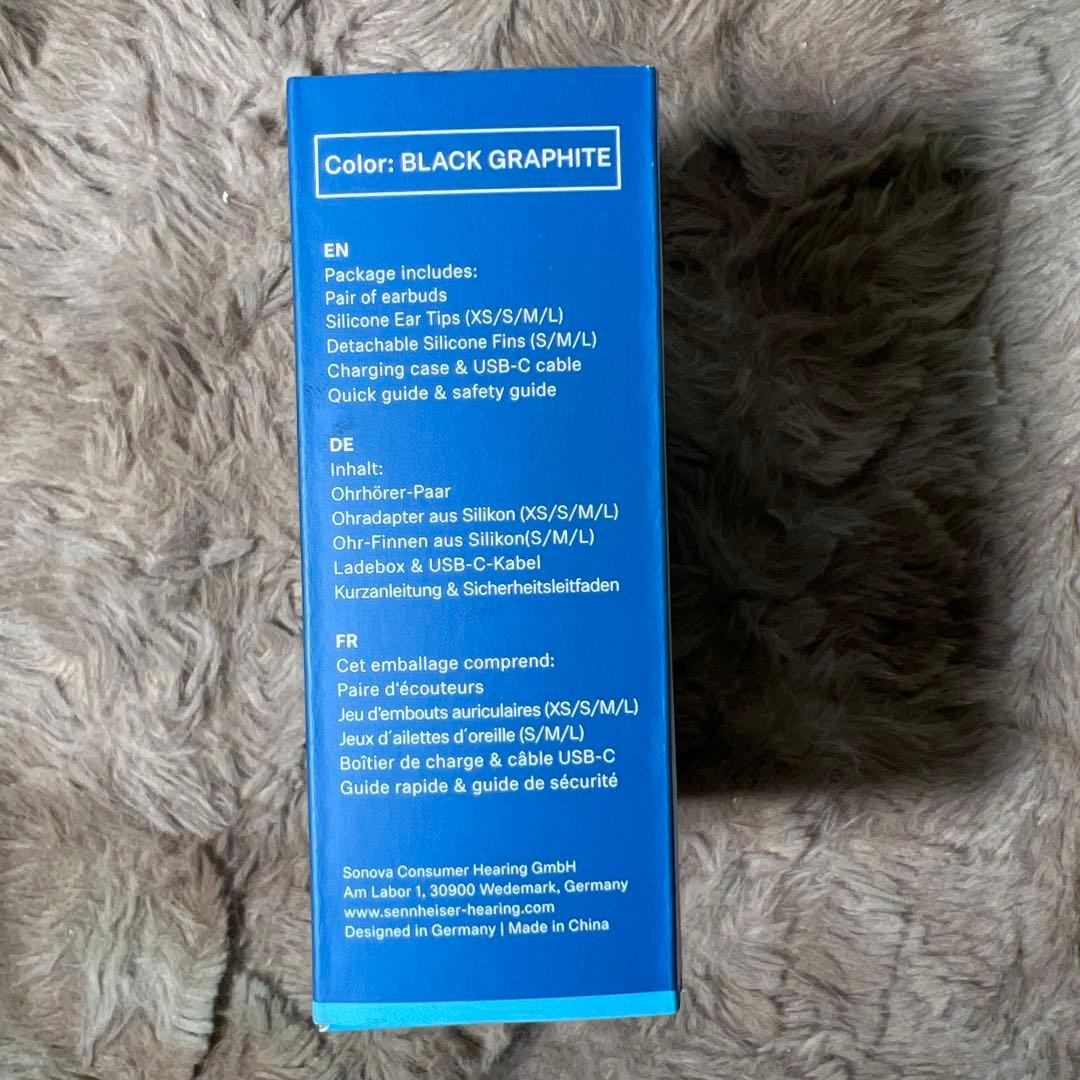 Color: BLACK GRAPHITE
EN
Package includes:
Pair of earbuds
Silicone Ear Tips (XS/S/M/L)
Detachable Silicone Fins (S/M/L)
Charging case & USB-C cable
Quick guide & safety guide
DE
Inhalt:
Ohrhörer-Paar
Ohradapter aus Silikon (XS/S/M/L)
Ohr-Finnen aus Silikon(S/M/L)
Ladebox & USB-C-Kabel
Kurzanleitung & Sicherheitsleitfaden
FR
Cet emballage comprend:
Paire d‘écouteurs
Jeu d’embouts auriculaires (XS/S/M/L)
Jeux d´ailettes d´oreille (S/M/L)
Boîtier de charge & câble USB-C
Guide rapide & guide de sécurité
Sonova Consumer Hearing GmbH
Am Labor 1, 30900 Wedemark, Germany
www.sennheiser-hearing.com
Designed in Germany | Made in China